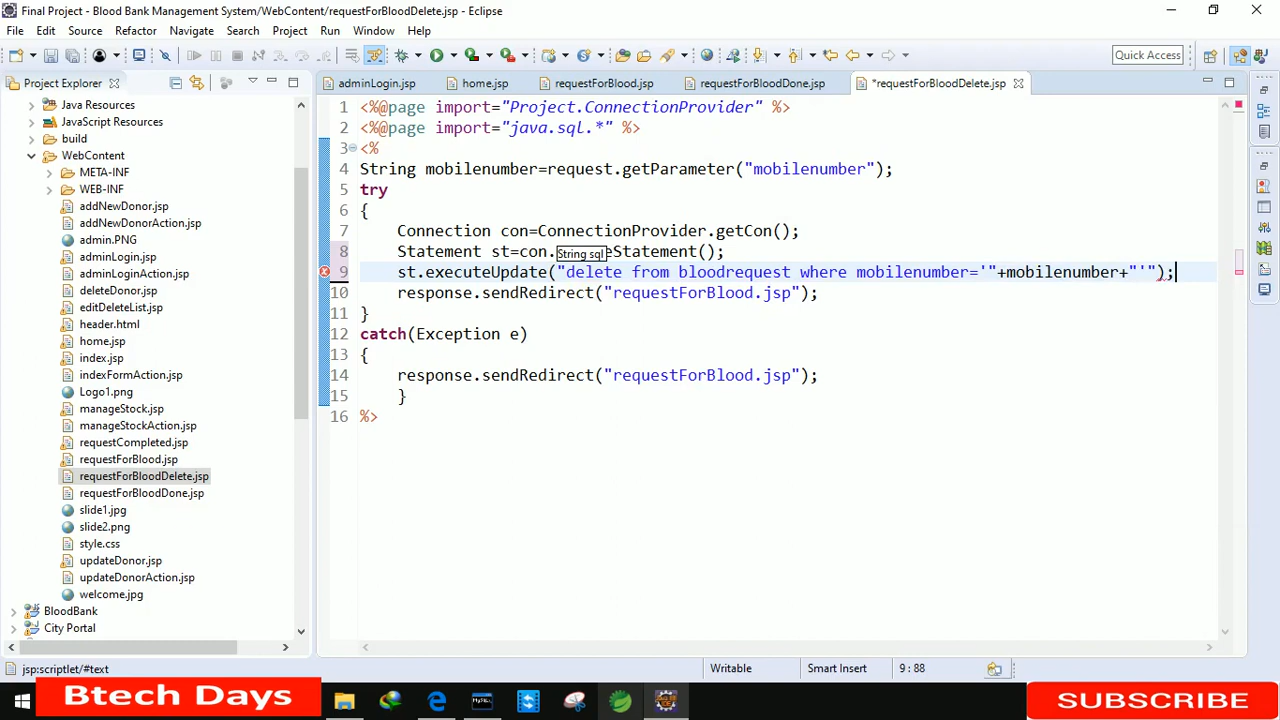 Final Project - Blood Bank Management System/WebContent/requestForBloodDelete.jsp - Eclipse
File Edit Source Refactor Navigate Search Project Run Window Help
Quick Access
Project Explorer
adminLogin.jsp home.jsp requestForBlood.jsp requestForBloodDone.jsp *requestForBloodDelete.jsp
Java Resources
JavaScript Resources
build
WebContent
META-INF
WEB-INF
addNewDonor.jsp
addNewDonorAction.jsp
admin.PNG
adminLogin.jsp
adminLoginAction.jsp
deleteDonor.jsp
editDeleteList.jsp
header.html
home.jsp
index.jsp
indexFormAction.jsp
Logo1.png
manageStock.jsp
manageStockAction.jsp
requestCompleted.jsp
requestForBlood.jsp
requestForBloodDelete.jsp
requestForBloodDone.jsp
slide1.jpg
slide2.png
style.css
updateDonor.jsp
updateDonorAction.jsp
welcome.jpg
BloodBank
City Portal
1 <%@page import="Project.ConnectionProvider" %>
2 <%@page import="java.sql.*" %>
3 <%
4 String mobilenumber=request.getParameter("mobilenumber");
5 try
6 {
7 Connection con=ConnectionProvider.getCon();
8 Statement st=con. String sql eStatement();
9 st.executeUpdate("delete from bloodrequest where mobilenumber='"+mobilenumber+"'");
10 response.sendRedirect("requestForBlood.jsp");
11 }
12 catch(Exception e)
13 {
14 response.sendRedirect("requestForBlood.jsp");
15 }
16 %>
jsp:scriptlet/#text Writable Smart Insert 9 : 88
Btech Days
SUBSCRIBE